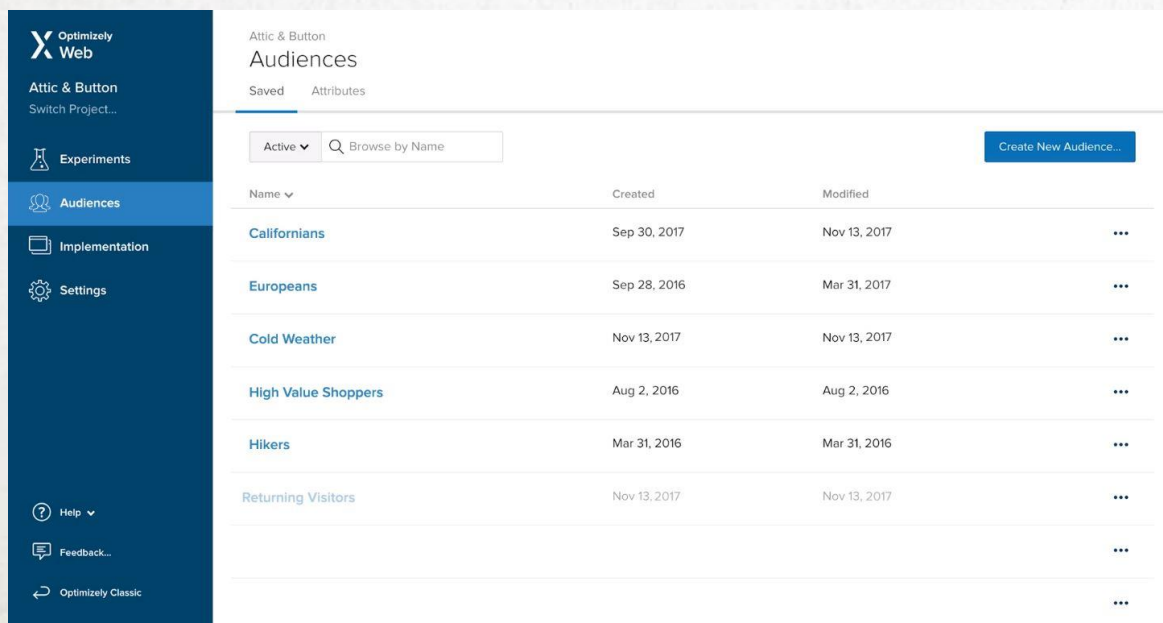 Optimizely
Web
Attic & Button
Switch Project...
Experiments
Audiences
Implementation
Settings
Help
Feedback...
Optimizely Classic
Attic & Button
Audiences
Saved Attributes
Active Browse by Name Create New Audience...
Name Created Modified
Californians Sep 30, 2017 Nov 13, 2017
Europeans Sep 28, 2016 Mar 31, 2017
Cold Weather Nov 13, 2017 Nov 13, 2017
High Value Shoppers Aug 2, 2016 Aug 2, 2016
Hikers Mar 31, 2016 Mar 31, 2016
Returning Visitors Nov 13, 2017 Nov 13, 2017